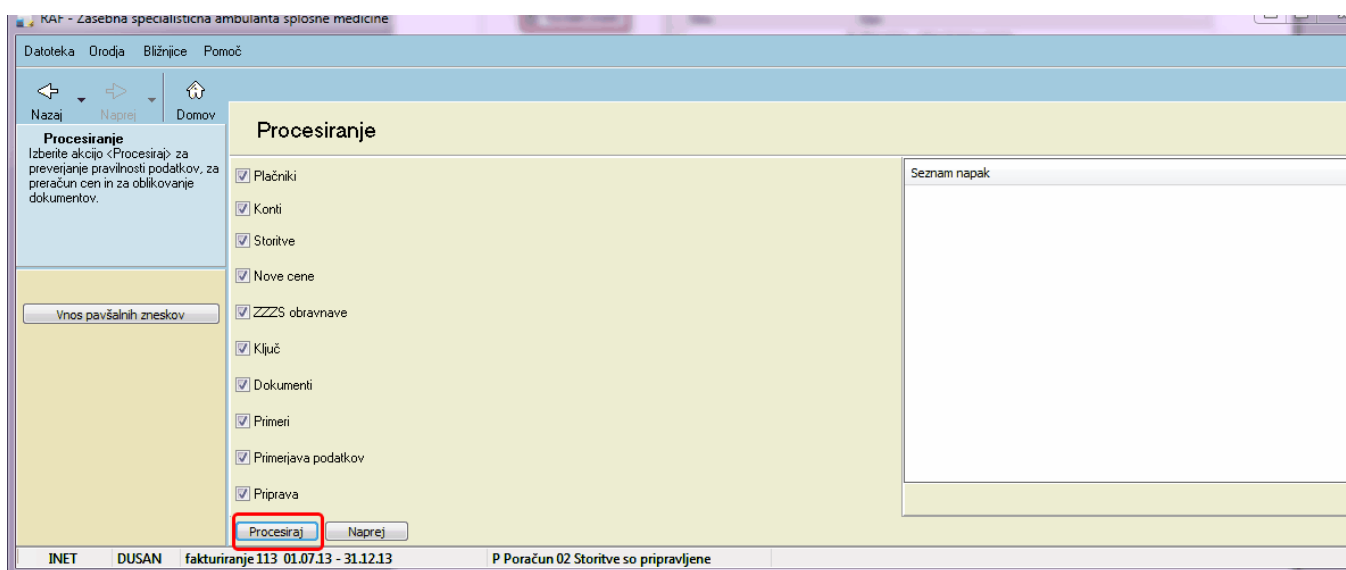 RAF - Zasebna specialistična ambulanta splošne medicine
Datoteka Orodja Bližnjice Pomoč
Nazaj Naprej Domov
Procesiranje
Izberite akcijo <Procesiraj> za
preverjanje pravilnosti podatkov, za
preračun cen in za oblikovanje
dokumentov.
Vnos pavšalnih zneskov
Procesiranje
Plačniki
Konti
Storitve
Nove cene
ZZZS obravnave
Ključ
Dokumenti
Primeri
Primerjava podatkov
Priprava
Procesiraj Naprej
Seznam napak
INET DUSAN fakturiranje 113 01.07.13 - 31.12.13 P Poračun 02 Storitve so pripravljene